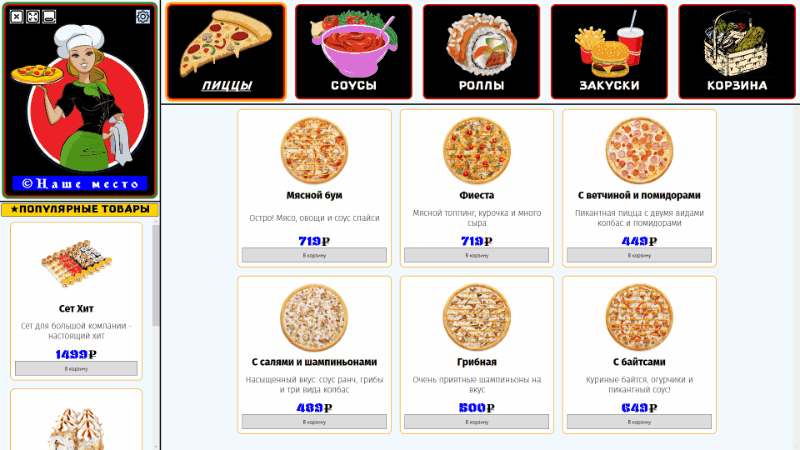 ПИЦЦЫ
СОУСЫ
РОЛЛЫ
ЗАКУСКИ
КОРЗИНА
©Наше место
★ПОПУЛЯРНЫЕ ТОВАРЫ
Сет Хит
Сет для большой компании -
настоящий хит
1499₽
В корзину
Мясной бум
Остро! Мясо, овощи и соус спайси
719₽
В корзину
Фиеста
Мясной топпинг, курочка и много
сыра
719₽
В корзину
С ветчиной и помидорами
Пикантная пицца с двумя видами
колбас и помидорами
449₽
В корзину
С салями и шампиньонами
Насыщенный вкус: соус ранч, грибы
и три вида колбас
489₽
В корзину
Грибная
Очень приятные шампиньоны на
вкус
500₽
В корзину
С байтсами
Куриные байтся, огурчики и
пикантный соус!
649₽
В корзину